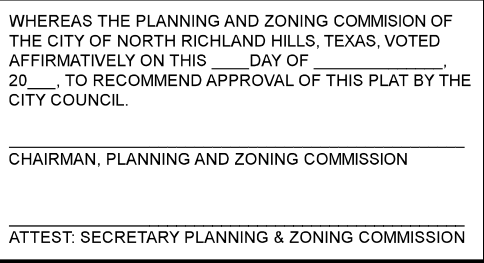 WHEREAS THE PLANNING AND ZONING COMMISION OF
THE CITY OF NORTH RICHLAND HILLS, TEXAS, VOTED
AFFIRMATIVELY ON THIS ____DAY OF ______________,
20___, TO RECOMMEND APPROVAL OF THIS PLAT BY THE
CITY COUNCIL.
CHAIRMAN, PLANNING AND ZONING COMMISSION
ATTEST: SECRETARY PLANNING & ZONING COMMISSION